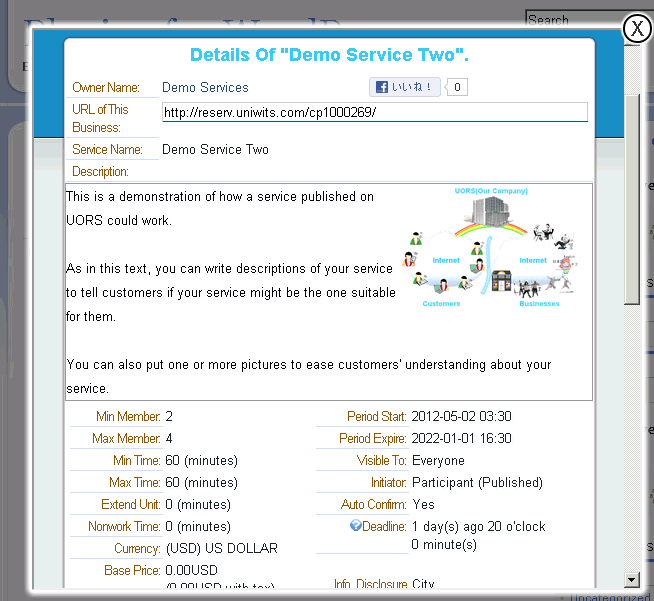 Search
X
Details Of "Demo Service Two".
Owner Name: Demo Services いいね！ 0
URL of This Business: http://reserv.uniwits.com/cp1000269/
Service Name: Demo Service Two
Description:
This is a demonstration of how a service published on
UORS could work.
As in this text, you can write descriptions of your service
to tell customers if your service might be the one suitable
for them.
You can also put one or more pictures to ease customers' understanding about your
service.
UORS(Our Company)
Internet Internet
Customers Businesses
Min Member: 2
Max Member: 4
Min Time: 60 (minutes)
Max Time: 60 (minutes)
Extend Unit: 0 (minutes)
Nonwork Time: 0 (minutes)
Currency: (USD) US DOLLAR
Base Price: 0.00USD
(0.00USD with tax)
Period Start: 2012-05-02 03:30
Period Expire: 2022-01-01 16:30
Visible To: Everyone
Initiator: Participant (Published)
Auto Confirm: Yes
Deadline: 1 day(s) ago 20 o'clock
0 minute(s)
Info. Disclosure City
Uncategorized